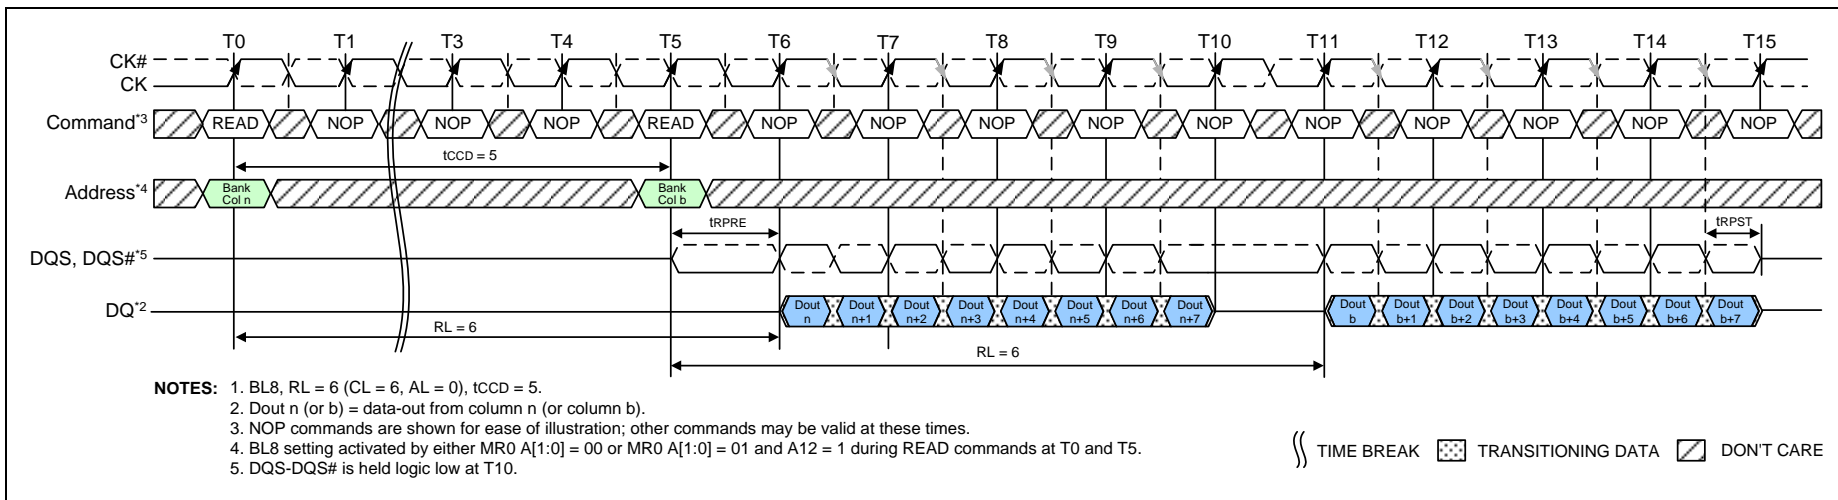 T0 T1 T3 T4 T5 T6 T7 T8 T9 T10 T11 T12 T13 T14 T15
CK#
CK
Command*3 READ NOP NOP NOP READ NOP NOP NOP NOP NOP NOP NOP NOP NOP NOP
tCCD = 5
Address*4 Bank Col n Bank Col b
tRPRE tRPST
DQS, DQS#*5
DQ*2 Dout n Dout n+1 Dout n+2 Dout n+3 Dout n+4 Dout n+5 Dout n+6 Dout n+7 Dout b Dout b+1 Dout b+2 Dout b+3 Dout b+4 Dout b+5 Dout b+6 Dout b+7
RL = 6
RL = 6
NOTES: 1. BL8, RL = 6 (CL = 6, AL = 0), tCCD = 5.
2. Dout n (or b) = data-out from column n (or column b).
3. NOP commands are shown for ease of illustration; other commands may be valid at these times.
4. BL8 setting activated by either MR0 A[1:0] = 00 or MR0 A[1:0] = 01 and A12 = 1 during READ commands at T0 and T5.
5. DQS-DQS# is held logic low at T10.
TIME BREAK TRANSITIONING DATA DON'T CARE